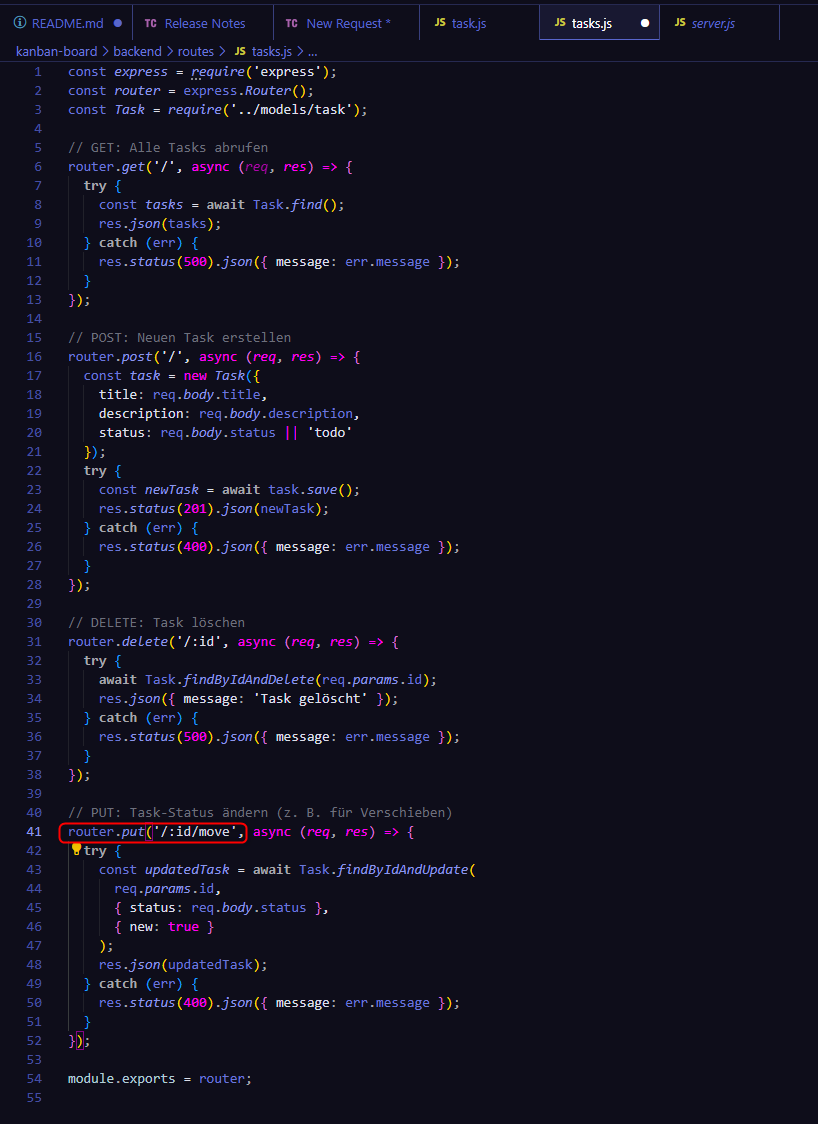 README.md
TC Release Notes
TC New Request *
JS task.js
JS tasks.js
JS server.js
kanban-board > backend > routes > JS tasks.js > ...
1 const express = require('express');
2 const router = express.Router();
3 const Task = require('../models/task');
4
5 // GET: Alle Tasks abrufen
6 router.get('/', async (req, res) => {
7   try {
8     const tasks = await Task.find();
9     res.json(tasks);
10   } catch (err) {
11     res.status(500).json({ message: err.message });
12   }
13 });
14
15 // POST: Neuen Task erstellen
16 router.post('/', async (req, res) => {
17   const task = new Task({
18     title: req.body.title,
19     description: req.body.description,
20     status: req.body.status || 'todo'
21   });
22   try {
23     const newTask = await task.save();
24     res.status(201).json(newTask);
25   } catch (err) {
26     res.status(400).json({ message: err.message });
27   }
28 });
29
30 // DELETE: Task löschen
31 router.delete('/:id', async (req, res) => {
32   try {
33     await Task.findByIdAndDelete(req.params.id);
34     res.json({ message: 'Task gelöscht' });
35   } catch (err) {
36     res.status(500).json({ message: err.message });
37   }
38 });
39
40 // PUT: Task-Status ändern (z. B. für Verschieben)
41 router.put('/:id/move', async (req, res) => {
42   try {
43     const updatedTask = await Task.findByIdAndUpdate(
44       req.params.id,
45       { status: req.body.status },
46       { new: true }
47     );
48     res.json(updatedTask);
49   } catch (err) {
50     res.status(400).json({ message: err.message });
51   }
52 });
53
54 module.exports = router;
55